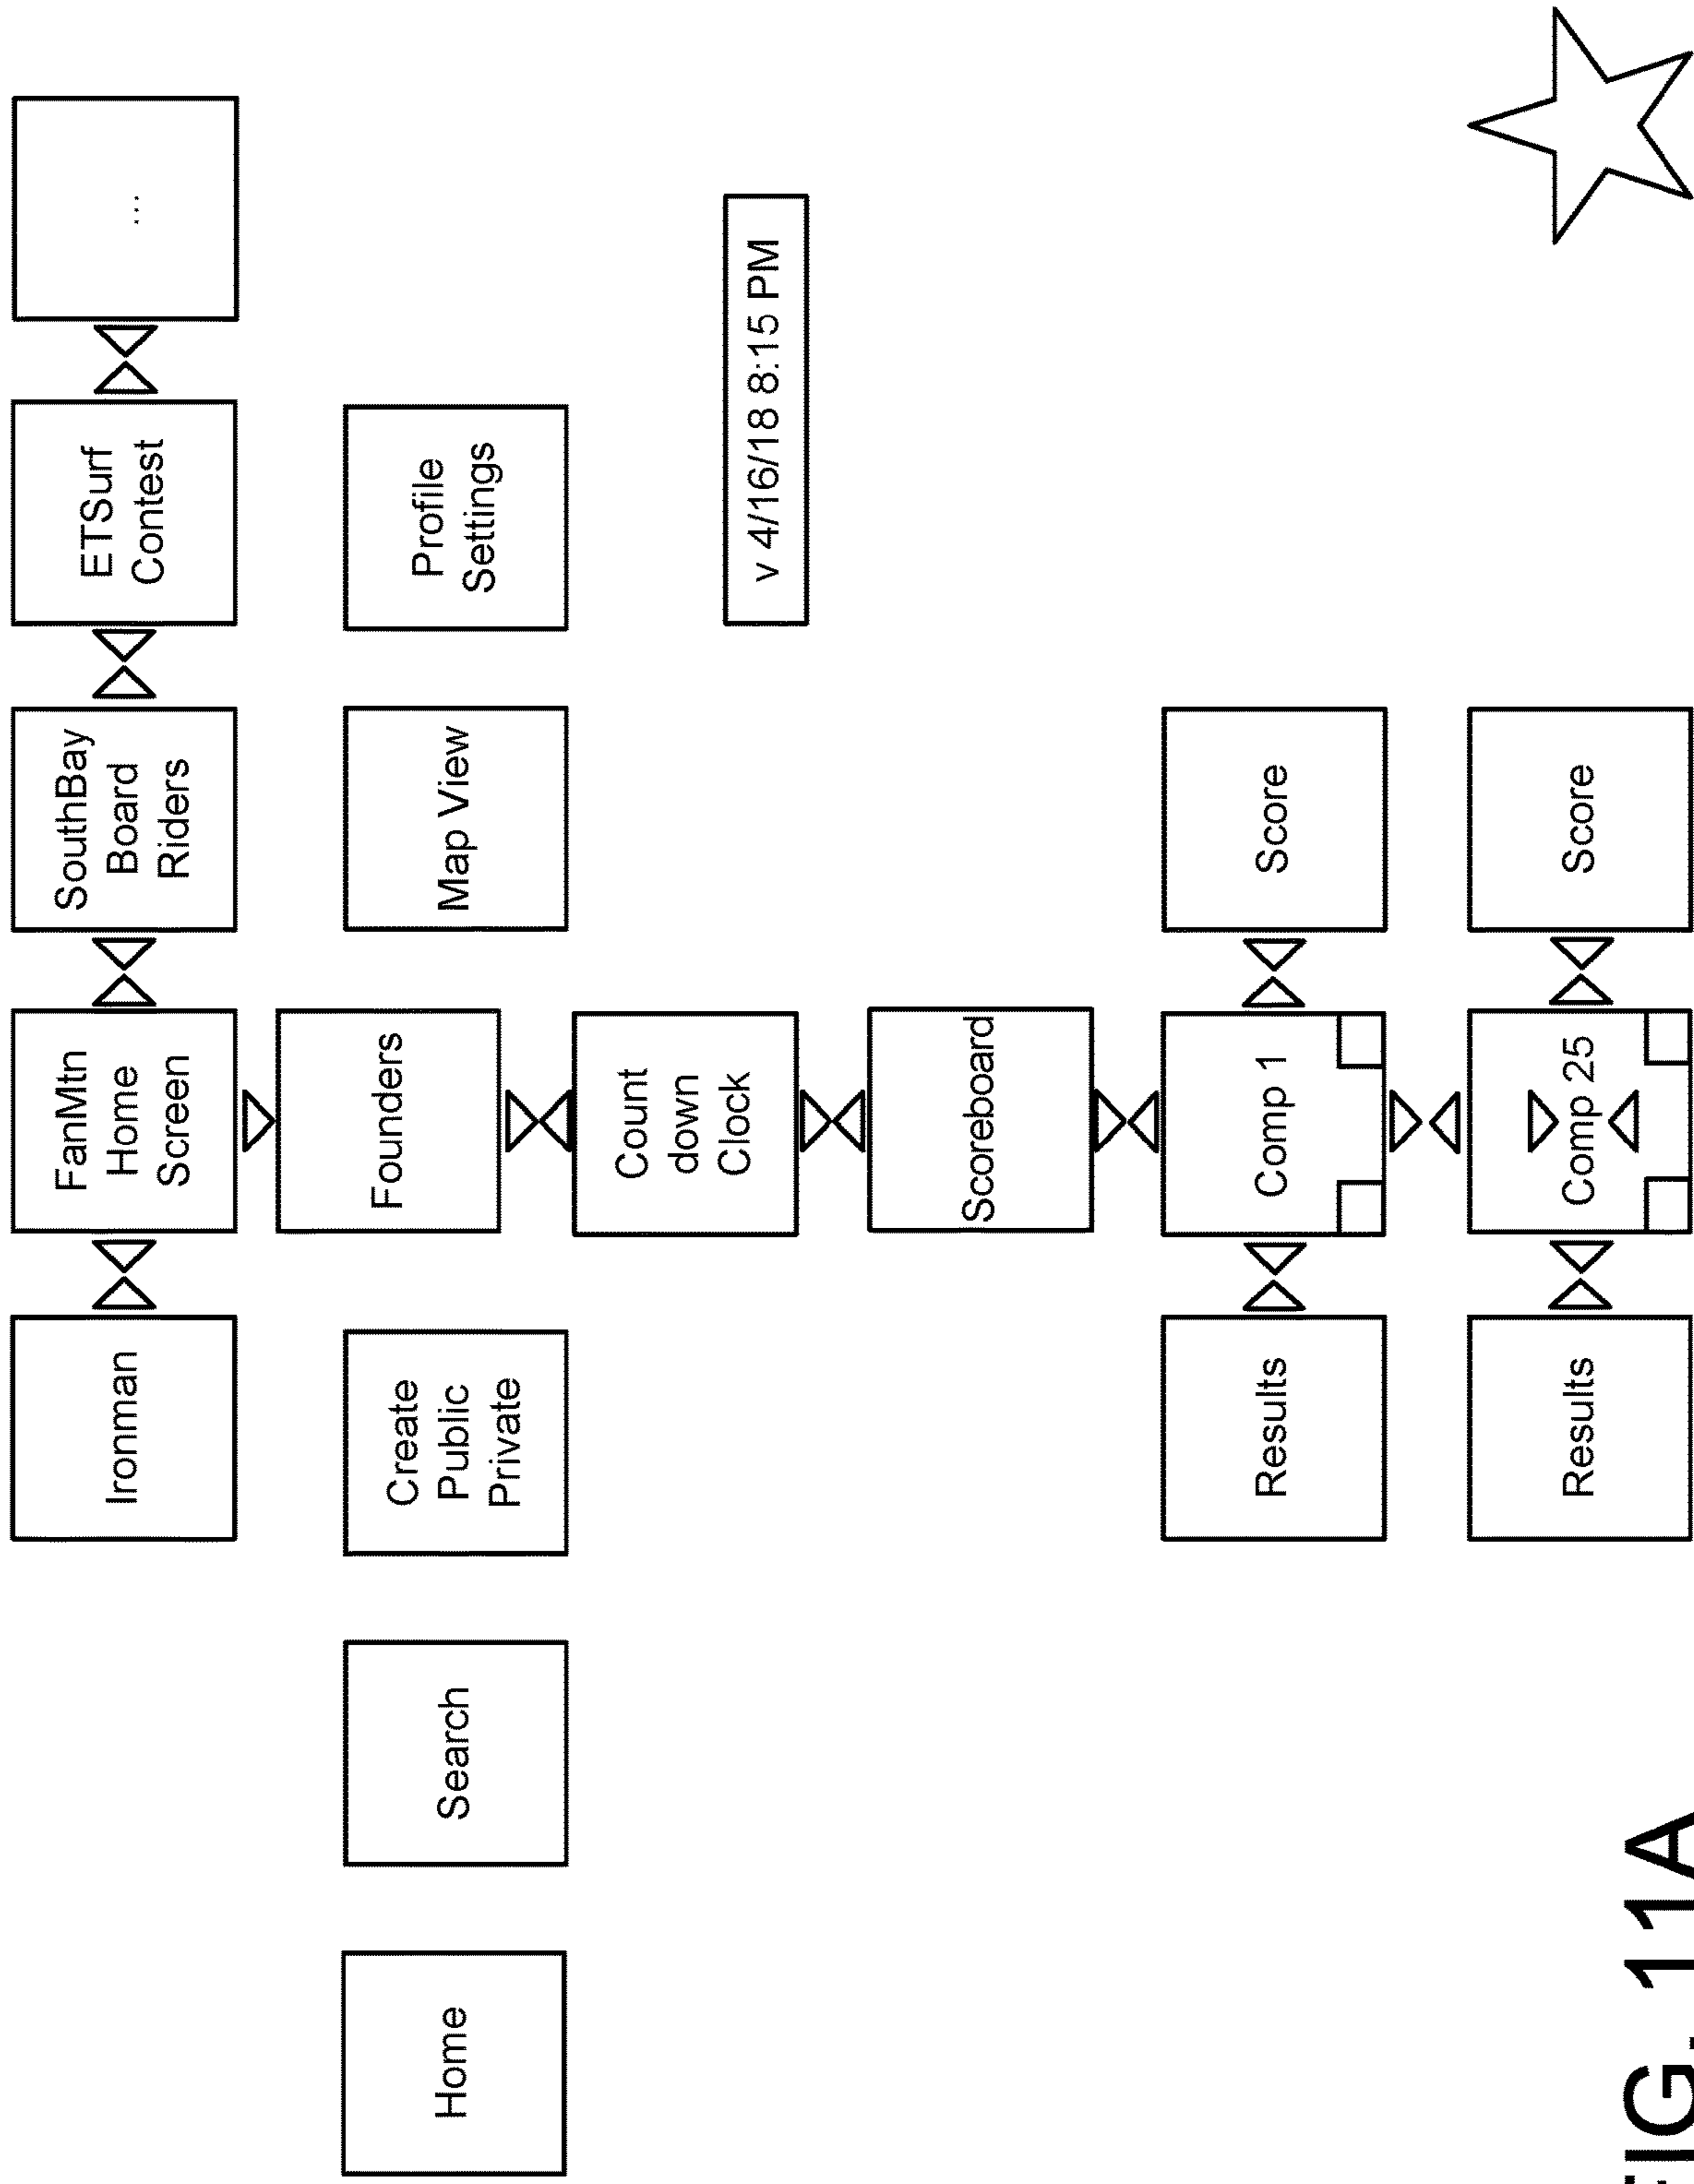 Ironman
FanMtn
Home
Screen
SouthBay
Board
Riders
ETSurf
Contest
...
Home
Search
Create
Public
Private
Founders
Map View
Profile
Settings
Count
down
Clock
v 4/16/18 8:15 PM
Scoreboard
Results
Comp 1
Score
Results
Comp 25
Score
FIG. 11A